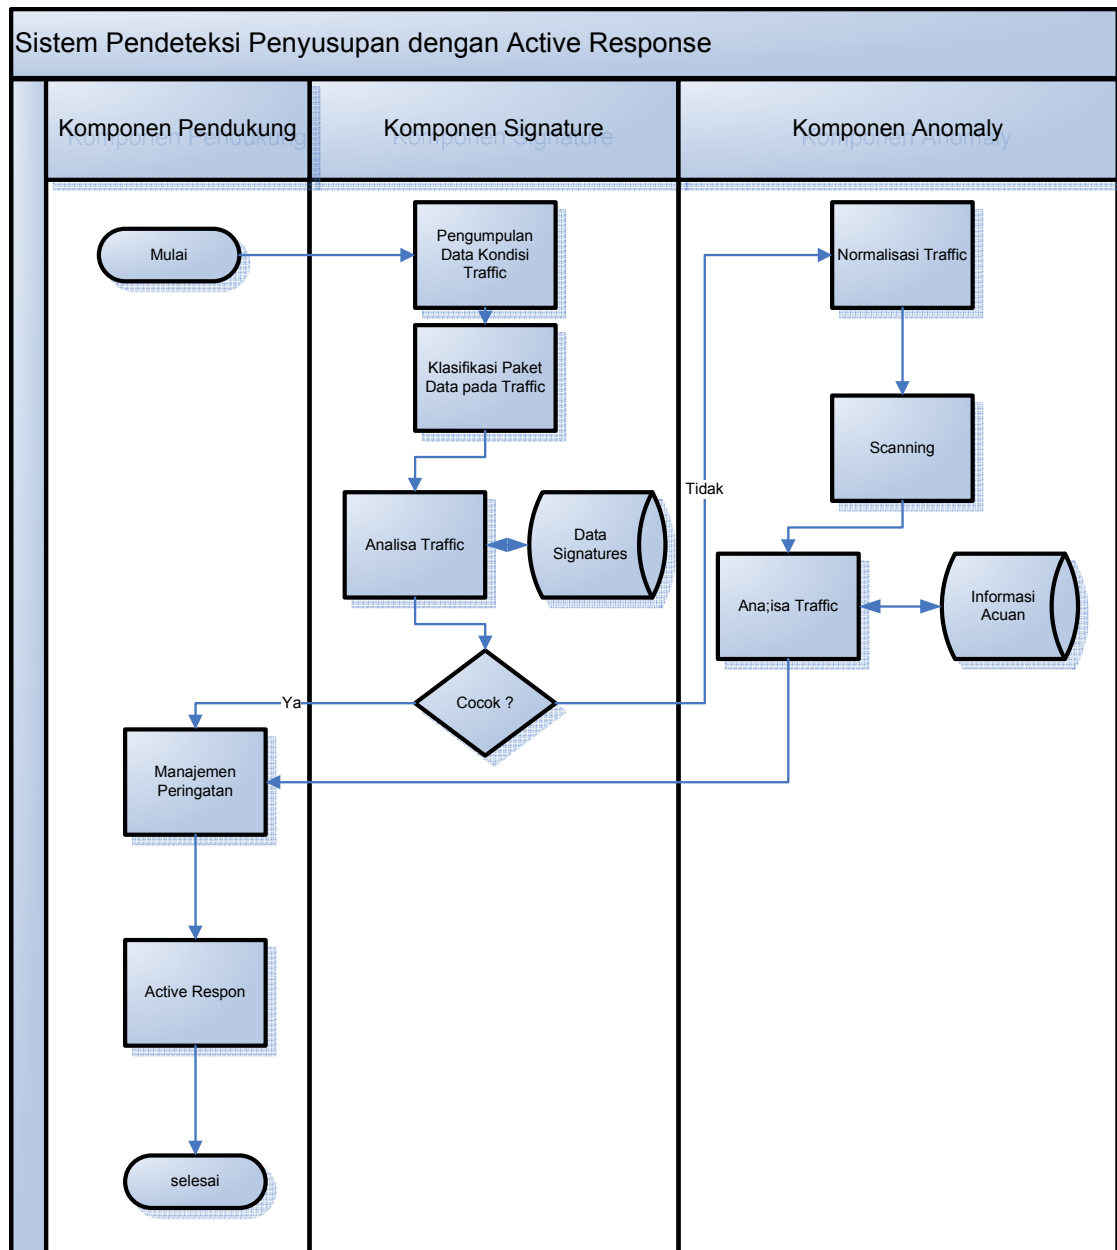 Sistem Pendeteksi Penyusupan dengan Active Response
Komponen Pendukung
Komponen Signature
Komponen Anomaly
Mulai
Pengumpulan
Data Kondisi
Traffic
Normalisasi Traffic
Klasifikasi Paket
Data pada Traffic
Scanning
Tidak
Analisa Traffic
Data
Signatures
Ana;isa Traffic
Informasi
Acuan
Ya
Cocok ?
Manajemen
Peringatan
Active Respon
selesai